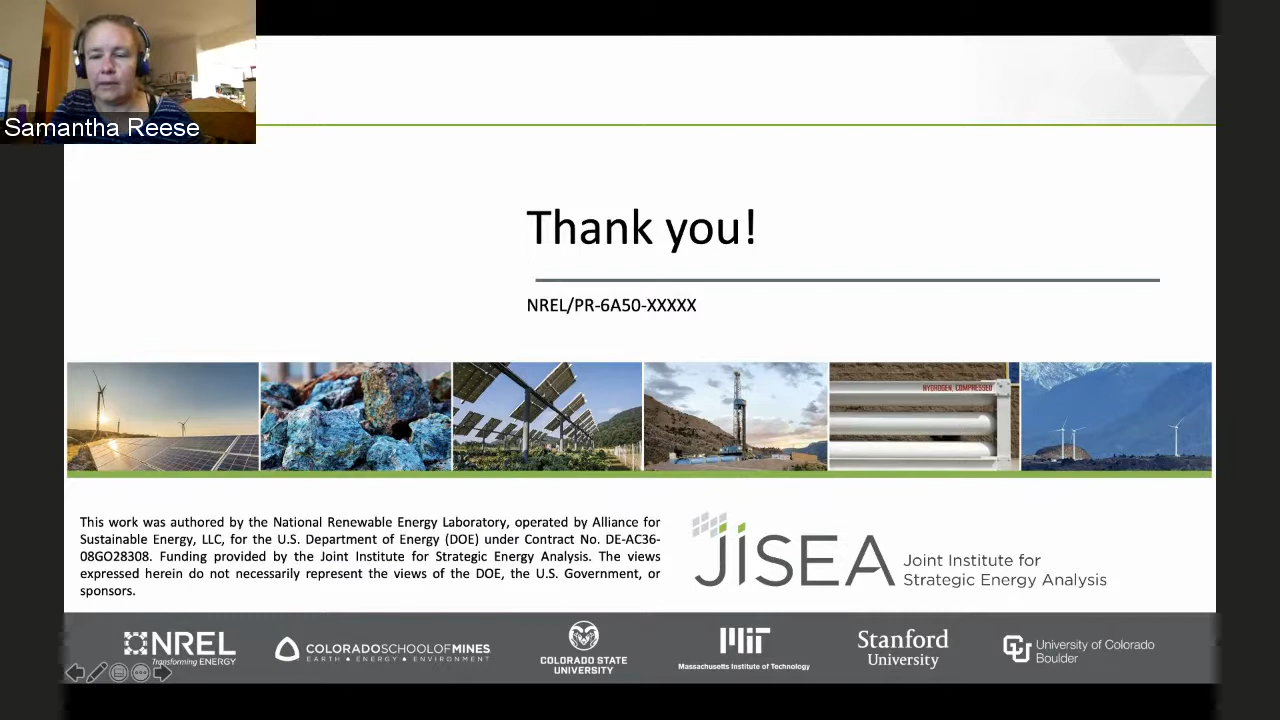 Samantha Reese
Thank you!
NREL/PR-6A50-XXXXX
HYDROGEN, COMPRESSED
This work was authored by the National Renewable Energy Laboratory, operated by Alliance for
Sustainable Energy, LLC, for the U.S. Department of Energy (DOE) under Contract No. DE-AC36-
08GO28308. Funding provided by the Joint Institute for Strategic Energy Analysis. The views
expressed herein do not necessarily represent the views of the DOE, the U.S. Government, or
sponsors.
JISEA
Joint Institute for
Strategic Energy Analysis
NREL
Transforming ENERGY
COLORADOSCHOOLOFMINES
EARTH ♦ ENERGY ♦ ENVIRONMENT
COLORADO STATE
UNIVERSITY
MIT
Massachusetts Institute of Technology
Stanford
University
CU
University of Colorado
Boulder